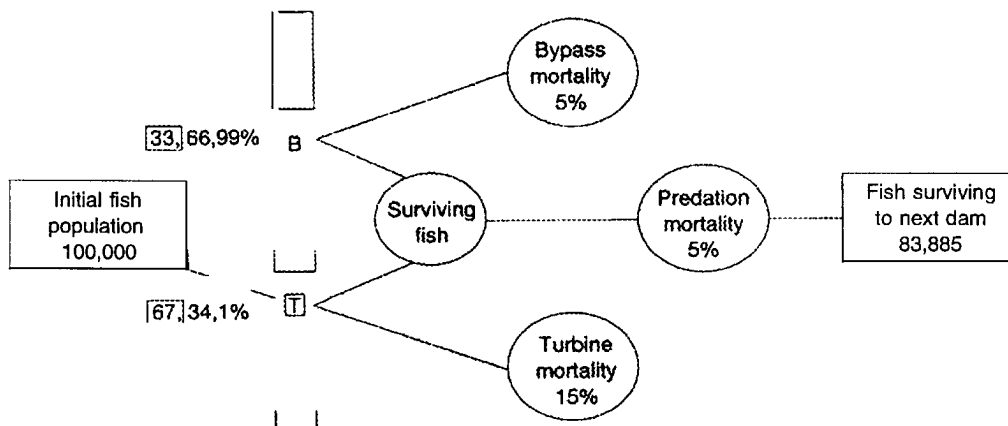 Bypass
mortality
5%
33, 66,99%
B
Initial fish
population
100,000
Surviving
fish
Predation
mortality
5%
Fish surviving
to next dam
83,885
67, 34,1%
T
Turbine
mortality
15%